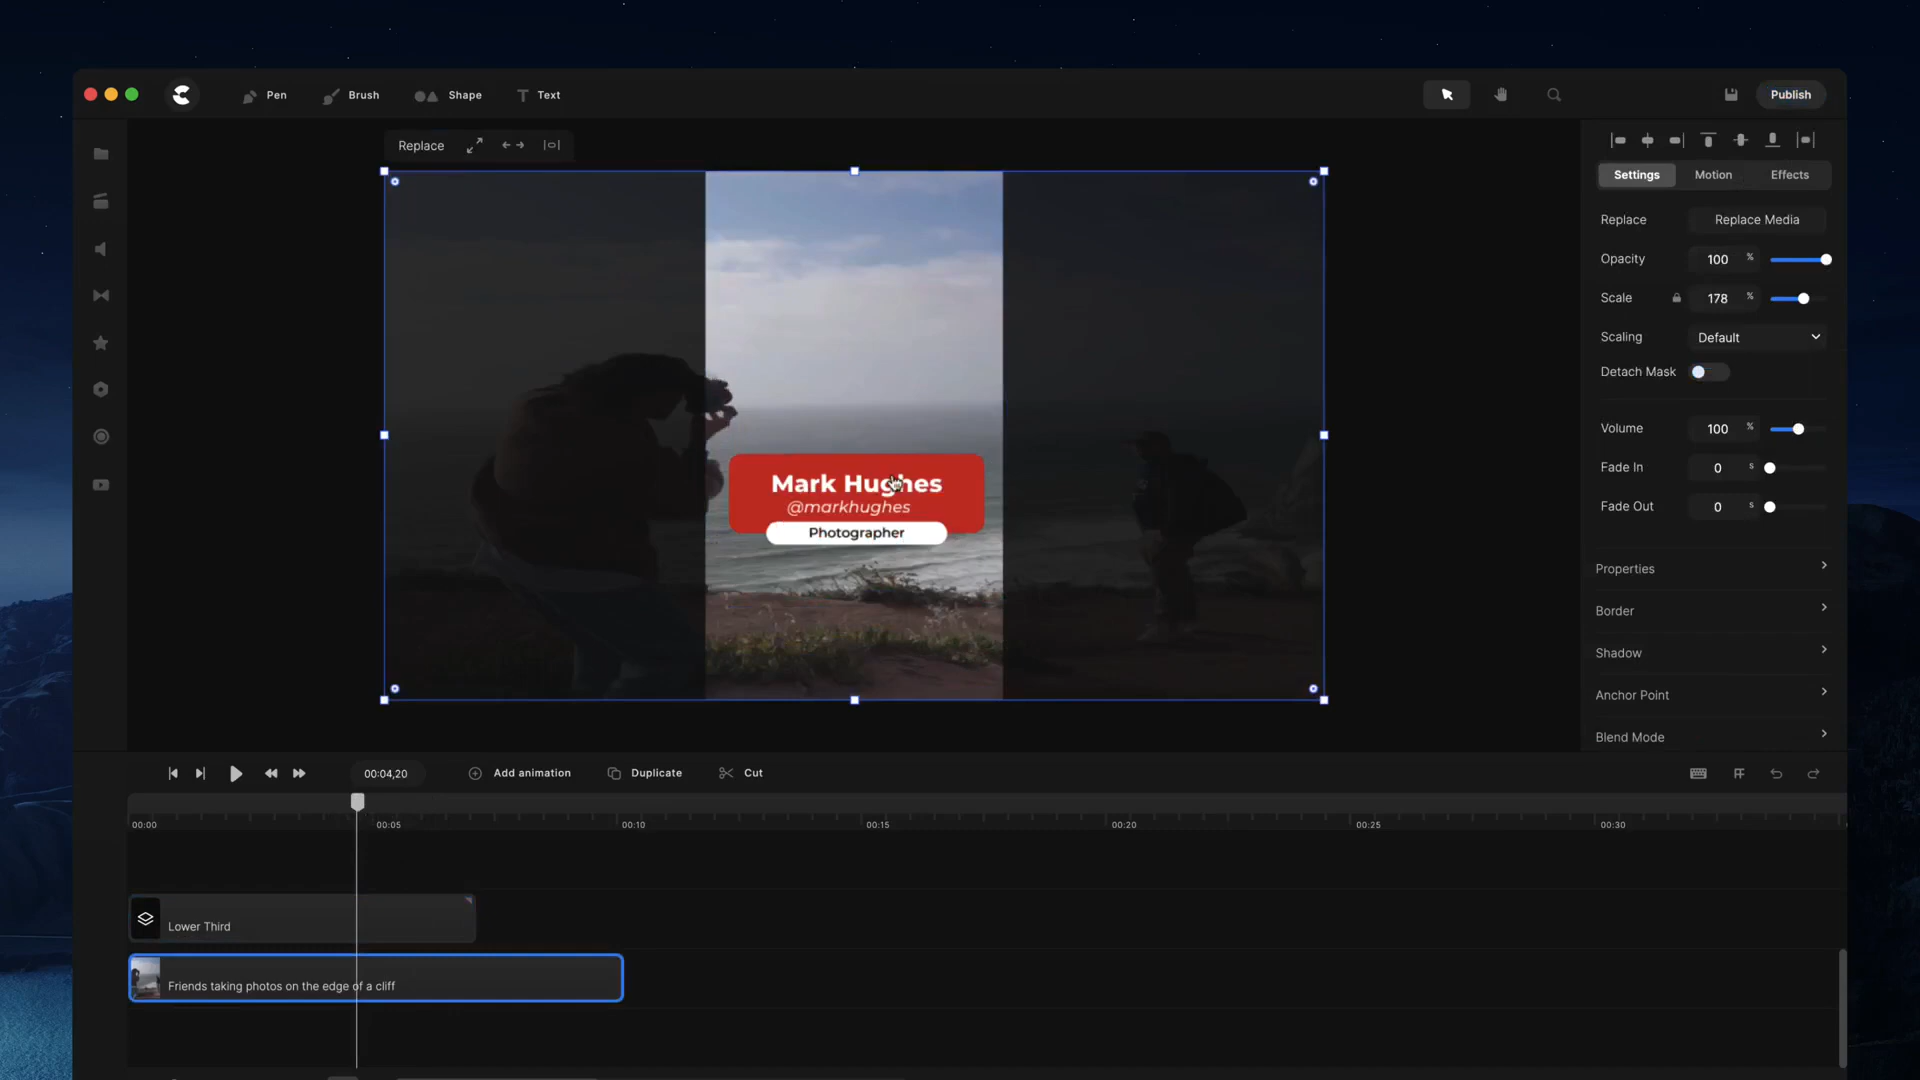 Pen Brush Shape Text Publish
Replace
Settings Motion Effects
Replace Replace Media
Opacity 100 %
Scale 178 %
Scaling Default
Detach Mask
Volume 100 %
Fade In 0 s
Fade Out 0 s
Properties
Border
Shadow
Anchor Point
Blend Mode
Mark Hughes
@markhughes
Photographer
00:04,20 Add animation Duplicate Cut
00:00 00:05 00:10 00:15 00:20 00:25 00:30
Lower Third
Friends taking photos on the edge of a cliff